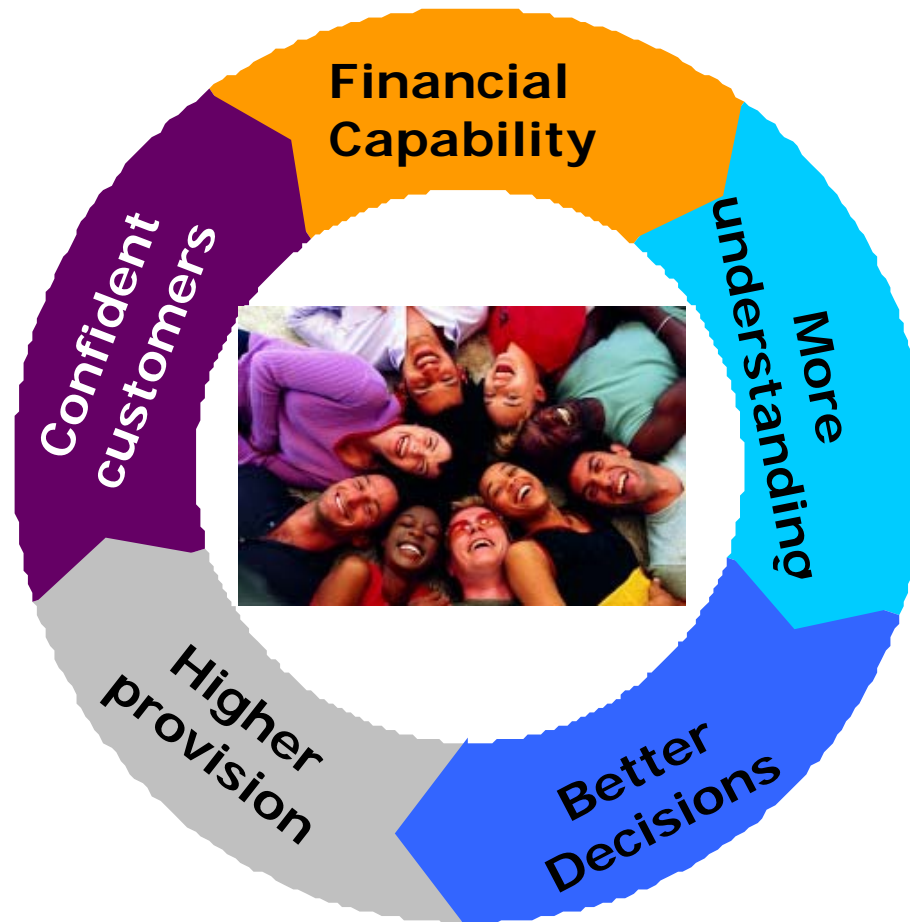 Financial
Capability
More
understanding
Better
Decisions
Higher
provision
Confident
customers